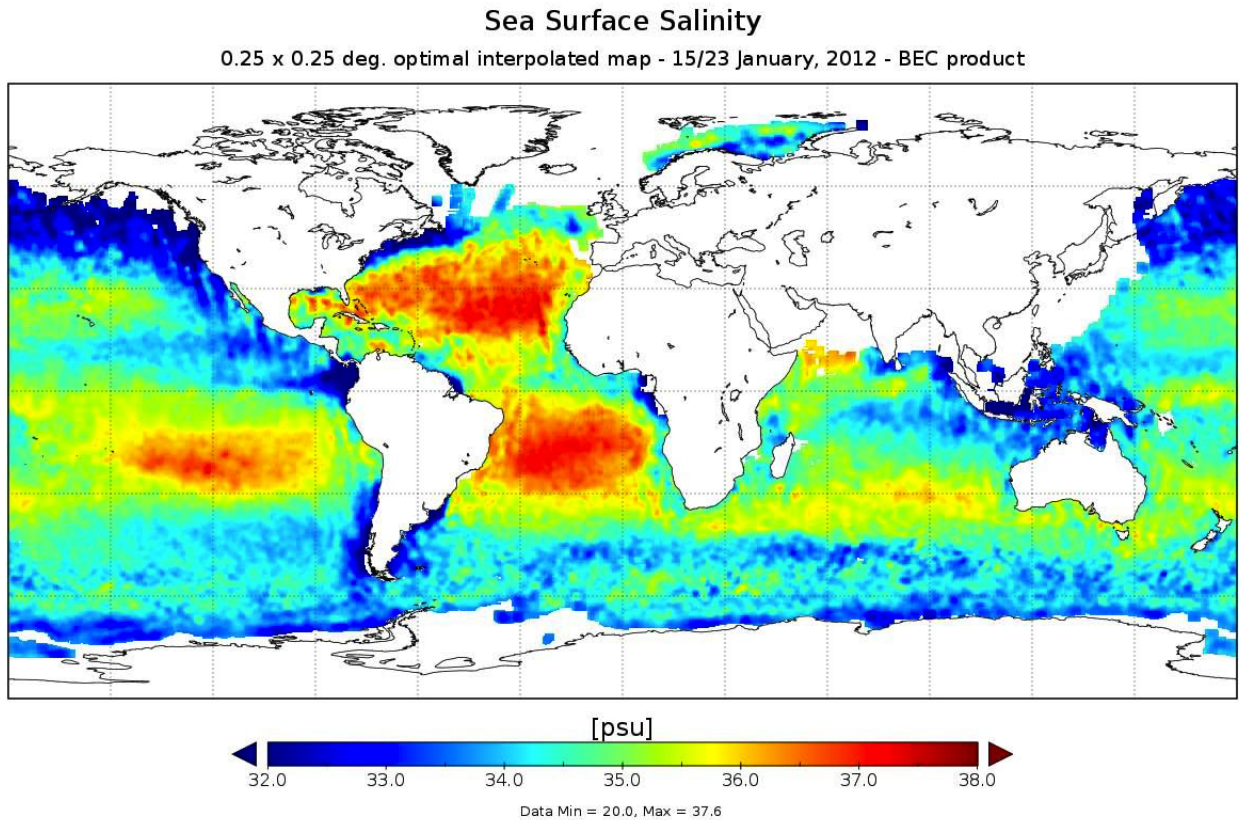 Sea Surface Salinity
0.25 x 0.25 deg. optimal interpolated map - 15/23 January, 2012 - BEC product
[psu]
32.0 33.0 34.0 35.0 36.0 37.0 38.0
Data Min = 20.0, Max = 37.6